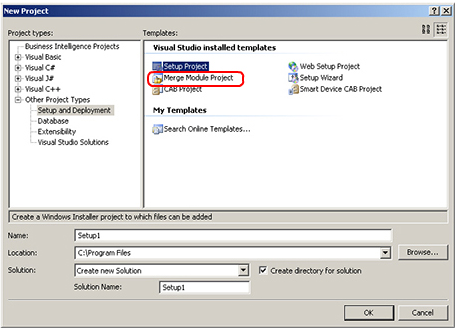 New Project
Project types:
Templates:
Business Intelligence Projects
Visual Basic
Visual C#
Visual J#
Visual C++
Other Project Types
Setup and Deployment
Database
Extensibility
Visual Studio Solutions
Visual Studio installed templates
Setup Project
Web Setup Project
Merge Module Project
Setup Wizard
CAB Project
Smart Device CAB Project
My Templates
Search Online Templates...
Create a Windows Installer project to which files can be added
Name:
Setup1
Location:
C:\Program Files
Browse...
Solution:
Create new Solution
Create directory for solution
Solution Name:
Setup1
OK
Cancel